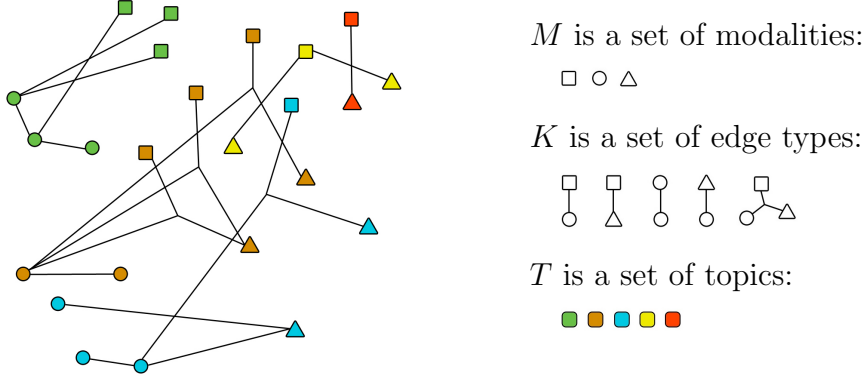 M is a set of modalities:
K is a set of edge types:
T is a set of topics: